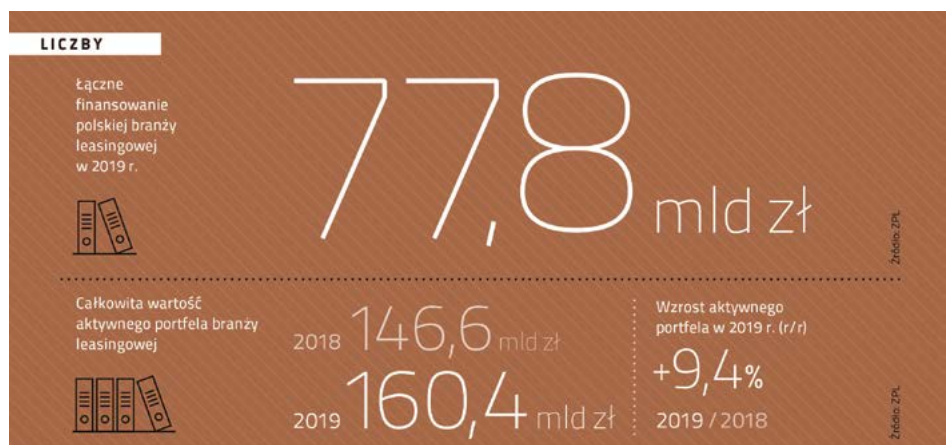 LICZBY
Łączne
finansowanie
polskiej branży
leasingowej
w 2019 r.
77,8 mld zł
Źródło: ZPL
Całkowita wartość
aktywnego portfela branży
leasingowej
2018 146,6 mld zł
2019 160,4 mld zł
Wzrost aktywnego
portfela w 2019 r. (r/r)
+9,4%
2019 / 2018
Źródło: ZPL